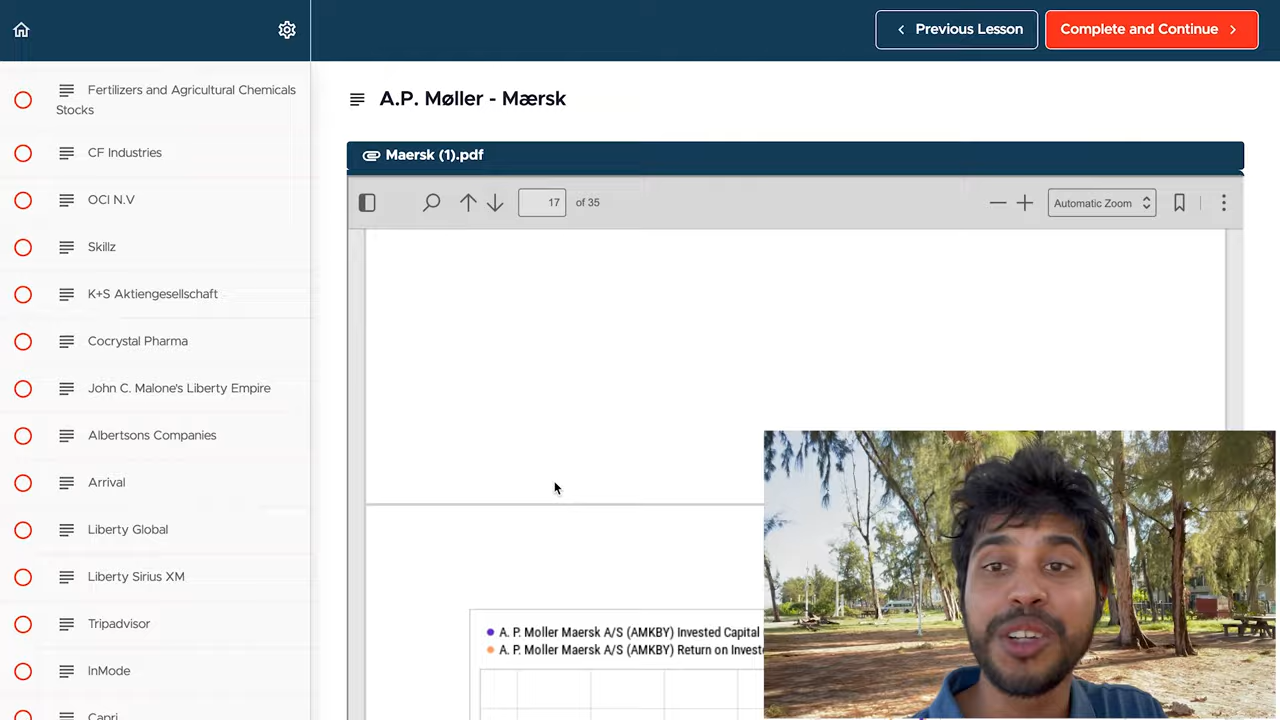 Previous Lesson
Complete and Continue
Fertilizers and Agricultural Chemicals
Stocks
CF Industries
OCI N.V
Skillz
K+S Aktiengesellschaft
Cocrystal Pharma
John C. Malone's Liberty Empire
Albertsons Companies
Arrival
Liberty Global
Liberty Sirius XM
Tripadvisor
InMode
Capri
A.P. Møller - Mærsk
Maersk (1).pdf
17 of 35
Automatic Zoom
A. P. Moller Maersk A/S (AMKBY) Invested Capital
A. P. Moller Maersk A/S (AMKBY) Return on